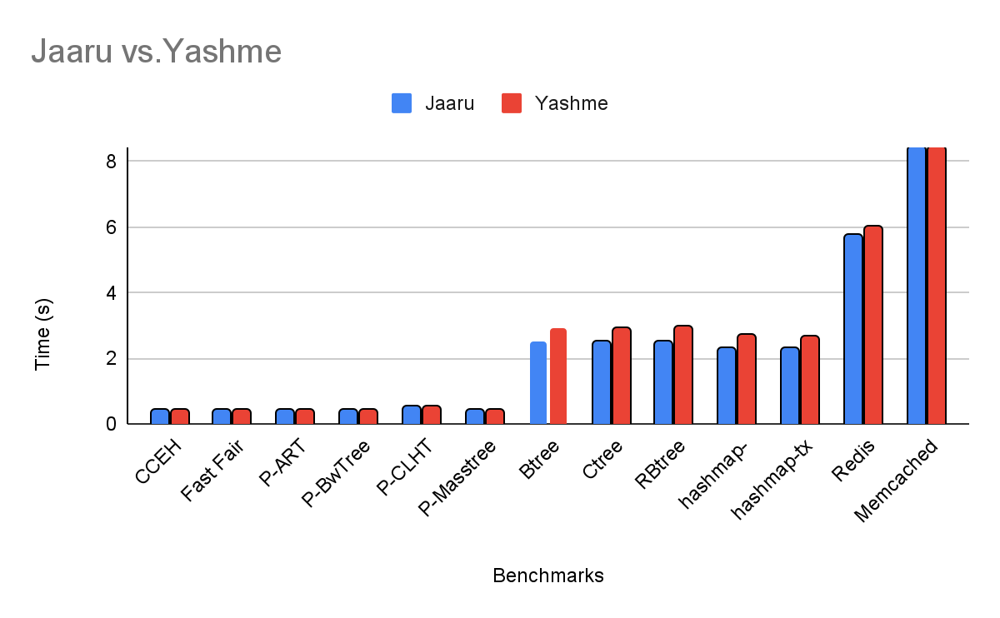 Jaaru vs.Yashme
Jaaru Yashme
8
6
4
2
0
Time (s)
CCEH
Fast Fair
P-ART
P-BwTree
P-CLHT
P-Masstree
Btree
Ctree
RBtree
hashmap-
hashmap-tx
Redis
Memcached
Benchmarks